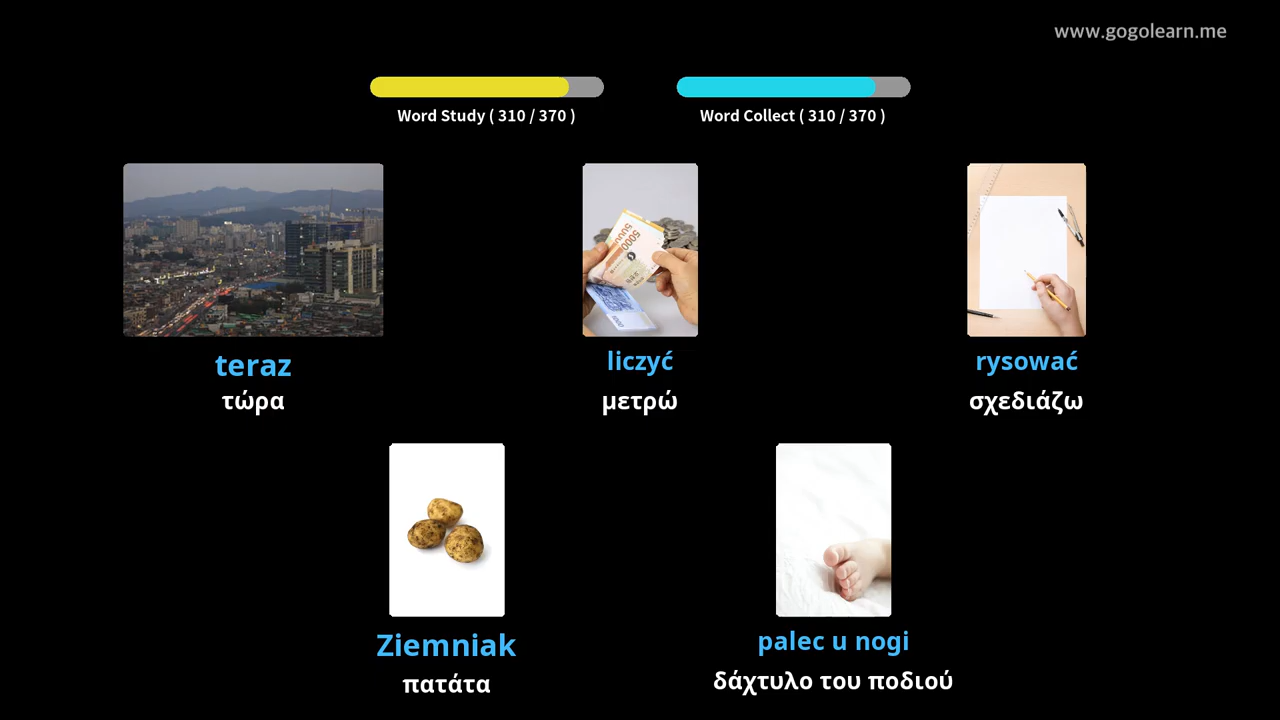 www.gogolearn.me
Word Study ( 310 / 370 )
Word Collect ( 310 / 370 )
teraz
τώρα
liczyć
μετρώ
rysować
σχεδιάζω
Ziemniak
πατάτα
palec u nogi
δάχτυλο του ποδιού